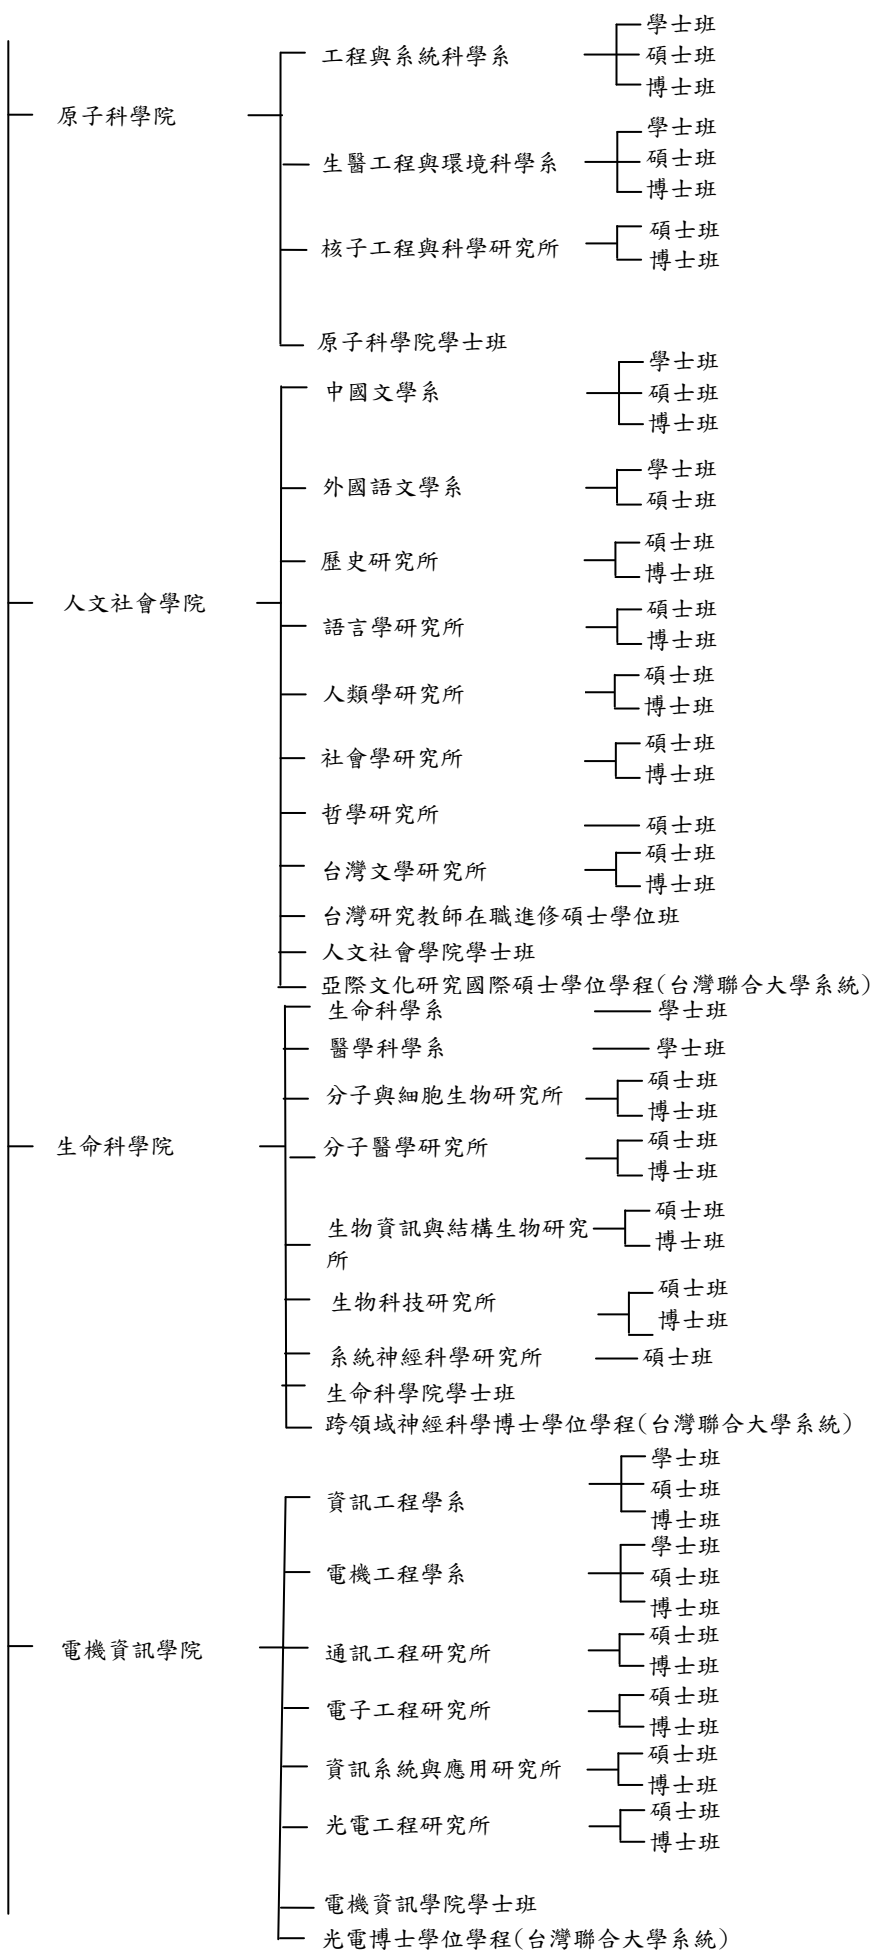 學士班
工程與系統科學系
碩士班
博士班
原子科學院
學士班
生醫工程與環境科學系
碩士班
博士班
碩士班
核子工程與科學研究所
博士班
原子科學院學士班
學士班
中國文學系
碩士班
博士班
學士班
外國語文學系
碩士班
碩士班
歷史研究所
博士班
人文社會學院
碩士班
語言學研究所
博士班
碩士班
人類學研究所
博士班
碩士班
社會學研究所
博士班
哲學研究所
碩士班
碩士班
台灣文學研究所
博士班
台灣研究教師在職進修碩士學位班
人文社會學院學士班
亞際文化研究國際碩士學位學程(台灣聯合大學系統)
生命科學系 學士班
醫學科學系 學士班
碩士班
分子與細胞生物研究所
博士班
生命科學院
碩士班
分子醫學研究所
博士班
碩士班
生物資訊與結構生物研究
所
博士班
碩士班
生物科技研究所
博士班
系統神經科學研究所 碩士班
生命科學院學士班
跨領域神經科學博士學位學程(台灣聯合大學系統)
學士班
資訊工程學系
碩士班
博士班
學士班
電機工程學系
碩士班
博士班
電機資訊學院
碩士班
通訊工程研究所
博士班
碩士班
電子工程研究所
博士班
碩士班
資訊系統與應用研究所
博士班
碩士班
光電工程研究所
博士班
電機資訊學院學士班
光電博士學位學程(台灣聯合大學系統)